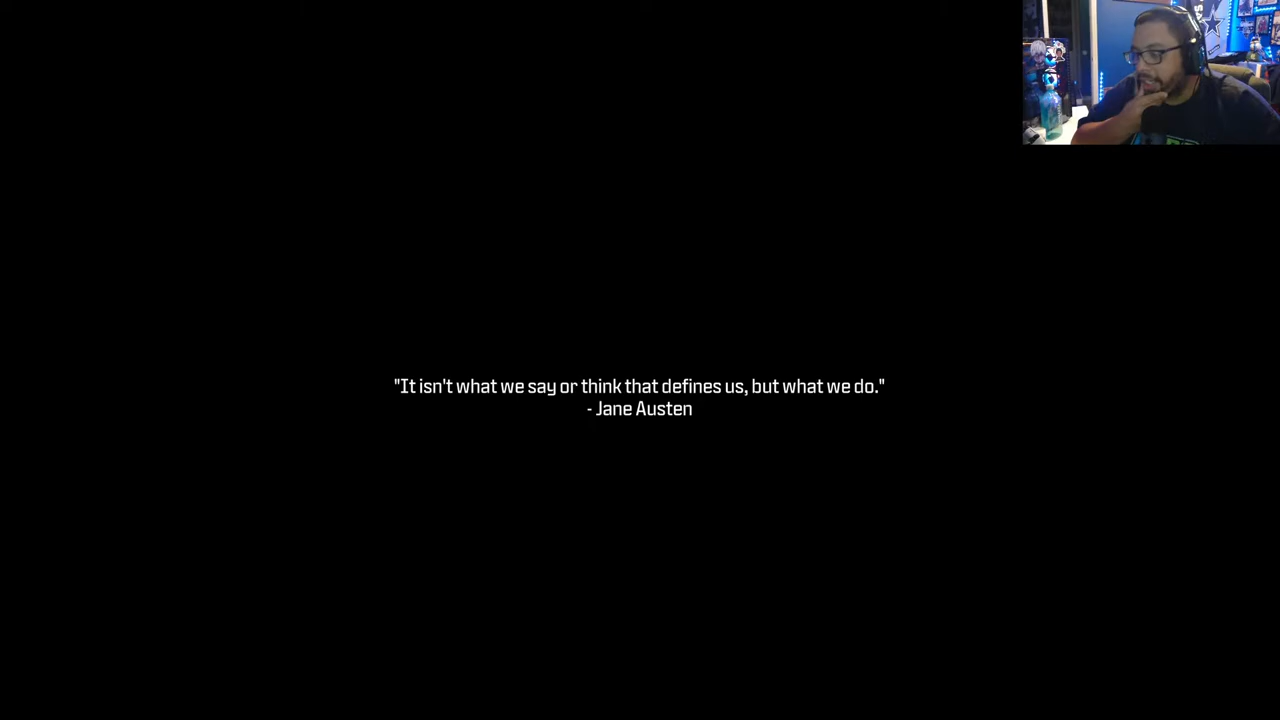 "It isn't what we say or think that defines us, but what we do."
- Jane Austen